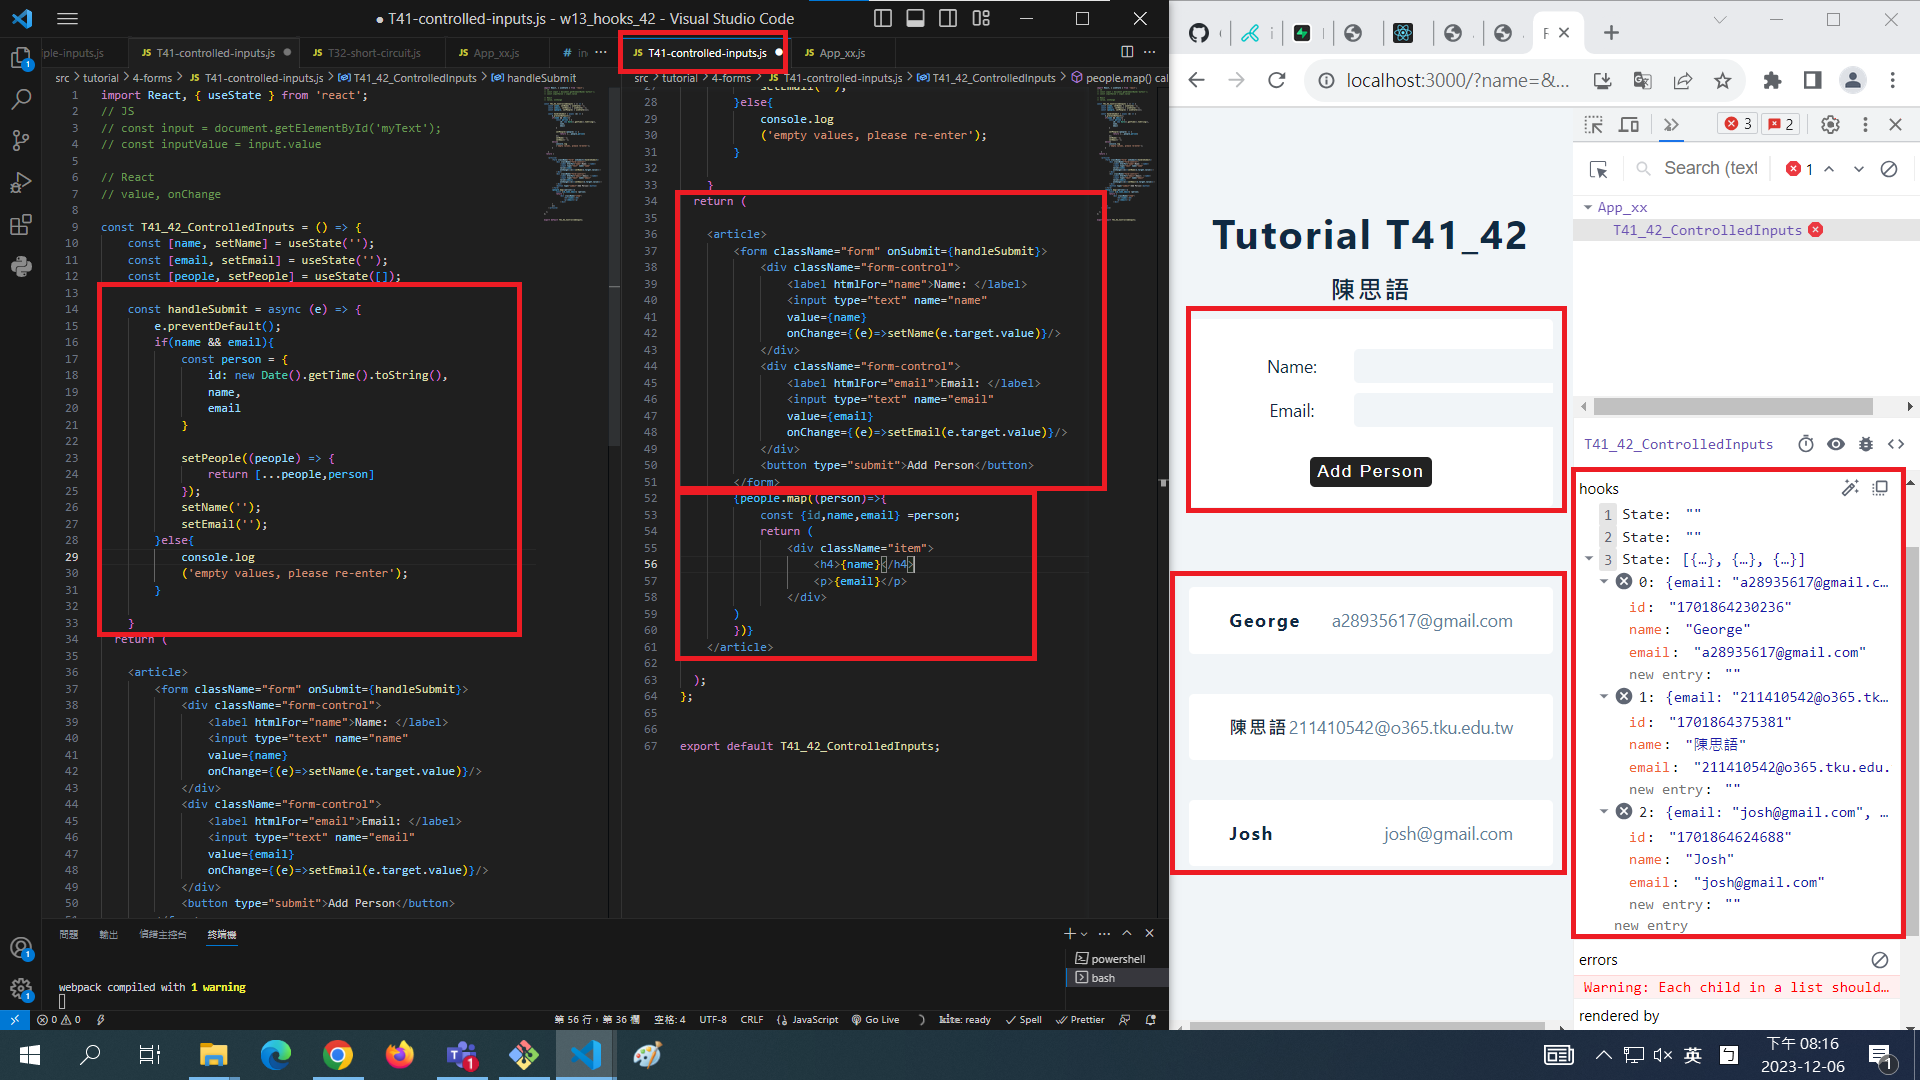 T41-controlled-inputs.js - w13_hooks_42 - Visual Studio Code
ple-inputs.js
JS T41-controlled-inputs.js
JS T32-short-circuit.js
JS App_xx.js
# in
src > tutorial > 4-forms > JS T41-controlled-inputs.js > T41_42_ControlledInputs > handleSubmit
1 import React, { useState } from 'react';
2 // JS
3 // const input = document.getElementById('myText');
4 // const inputValue = input.value
5
6 // React
7 // value, onChange
8
9 const T41_42_ControlledInputs = () => {
10 const [name, setName] = useState('');
11 const [email, setEmail] = useState('');
12 const [people, setPeople] = useState([]);
13
14 const handleSubmit = async (e) => {
15 e.preventDefault();
16 if(name && email){
17 const person = {
18 id: new Date().getTime().toString(),
19 name,
20 email
21 }
22
23 setPeople((people) => {
24 return [...people,person]
25 });
26 setName('');
27 setEmail('');
28 }else{
29 console.log
30 ('empty values, please re-enter');
31 }
32
33 }
34 return (
35
36 <article>
37 <form className="form" onSubmit={handleSubmit}>
38 <div className="form-control">
39 <label htmlFor="name">Name: </label>
40 <input type="text" name="name"
41 value={name}
42 onChange={(e)=>setName(e.target.value)}/>
43 </div>
44 <div className="form-control">
45 <label htmlFor="email">Email: </label>
46 <input type="text" name="email"
47 value={email}
48 onChange={(e)=>setEmail(e.target.value)}/>
49 </div>
50 <button type="submit">Add Person</button>
JS T41-controlled-inputs.js
JS App_xx.js
src > tutorial > 4-forms > JS T41-controlled-inputs.js > T41_42_ControlledInputs > people.map() cal
27 setEmail('');
28 }else{
29 console.log
30 ('empty values, please re-enter');
31 }
32
33 }
34 return (
35
36 <article>
37 <form className="form" onSubmit={handleSubmit}>
38 <div className="form-control">
39 <label htmlFor="name">Name: </label>
40 <input type="text" name="name"
41 value={name}
42 onChange={(e)=>setName(e.target.value)}/>
43 </div>
44 <div className="form-control">
45 <label htmlFor="email">Email: </label>
46 <input type="text" name="email"
47 value={email}
48 onChange={(e)=>setEmail(e.target.value)}/>
49 </div>
50 <button type="submit">Add Person</button>
51 </form>
52 {people.map((person)=>{
53 const {id,name,email} =person;
54 return (
55 <div className="item">
56 <h4>{name}</h4>
57 <p>{email}</p>
58 </div>
59 )
60 })}
61 </article>
62
63 );
64 };
65
66
67 export default T41_42_ControlledInputs;
問題 輸出 偵錯主控台 終端機
powershell
bash
webpack compiled with 1 warning
0 0
第 56 行，第 36 欄 空格: 4 UTF-8 CRLF {} JavaScript Go Live kite: ready Spell Prettier
localhost:3000/?name=&...
Tutorial T41_42
陳思語
Name:
Email:
Add Person
George a28935617@gmail.com
陳思語 211410542@o365.tku.edu.tw
Josh josh@gmail.com
3 2
Search (text
1
App_xx
T41_42_ControlledInputs
T41_42_ControlledInputs
hooks
1 State: ""
2 State: ""
3 State: [{…}, {…}, {…}]
0: {email: "a28935617@gmail.c…
id: "1701864230236"
name: "George"
email: "a28935617@gmail.com"
new entry: ""
1: {email: "211410542@o365.tk…
id: "1701864375381"
name: "陳思語"
email: "211410542@o365.tku.edu.
new entry: ""
2: {email: "josh@gmail.com", …
id: "1701864624688"
name: "Josh"
email: "josh@gmail.com"
new entry: ""
new entry
errors
Warning: Each child in a list should…
rendered by
英
下午 08:16
2023-12-06
1